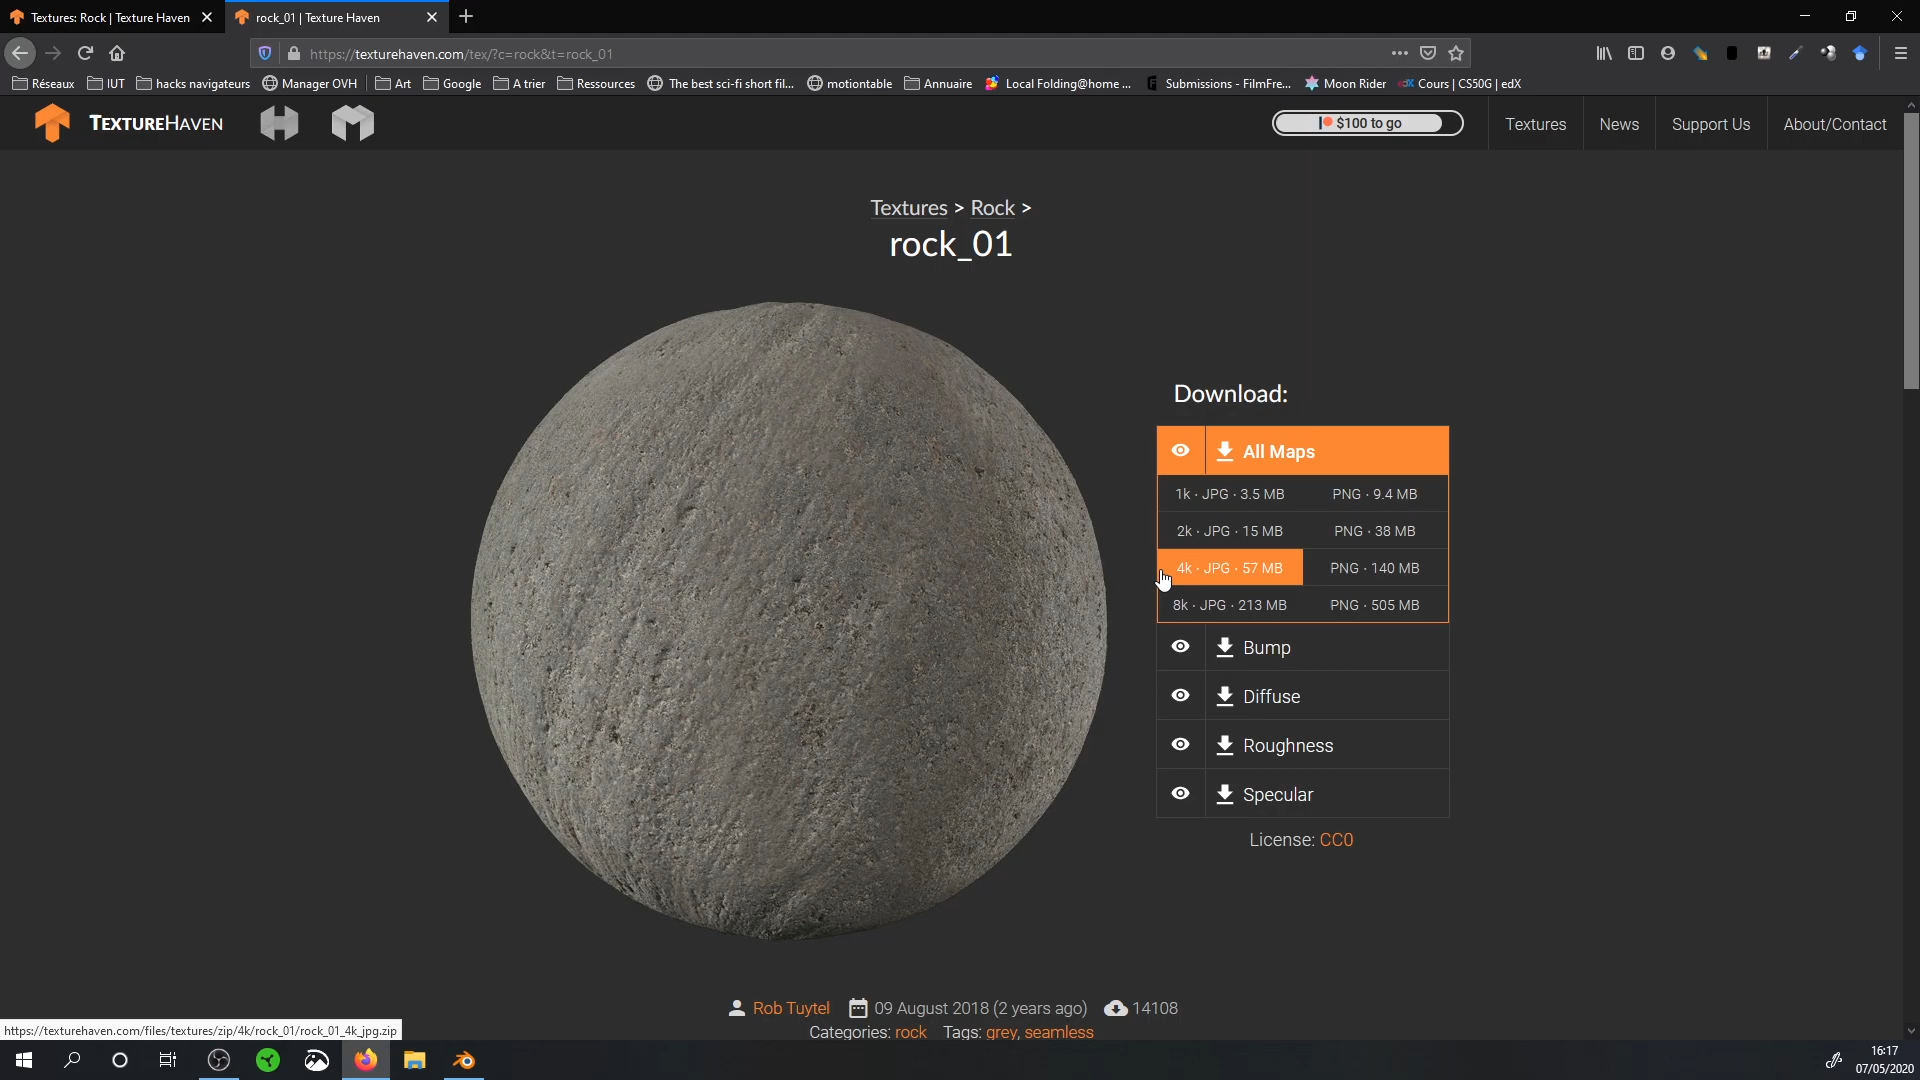 Textures: Rock | Texture Haven
rock_01 | Texture Haven
https://texturehaven.com/tex/?c=rock&t=rock_01
Réseaux
IUT
hacks navigateurs
Manager OVH
Art
Google
A trier
Ressources
The best sci-fi short fil...
motiontable
Annuaire
Local Folding@home ...
Submissions - FilmFre...
Moon Rider
Cours | CS50G | edX
TEXTUREHAVEN
$100 to go
Textures
News
Support Us
About/Contact
Textures > Rock >
rock_01
Download:
All Maps
1k · JPG · 3.5 MB
PNG · 9.4 MB
2k · JPG · 15 MB
PNG · 38 MB
4k · JPG · 57 MB
PNG · 140 MB
8k · JPG · 213 MB
PNG · 505 MB
Bump
Diffuse
Roughness
Specular
License: CC0
Rob Tuytel
09 August 2018 (2 years ago)
14108
Categories: rock
Tags: grey, seamless
https://texturehaven.com/files/textures/zip/4k/rock_01/rock_01_4k_jpg.zip
16:17
07/05/2020